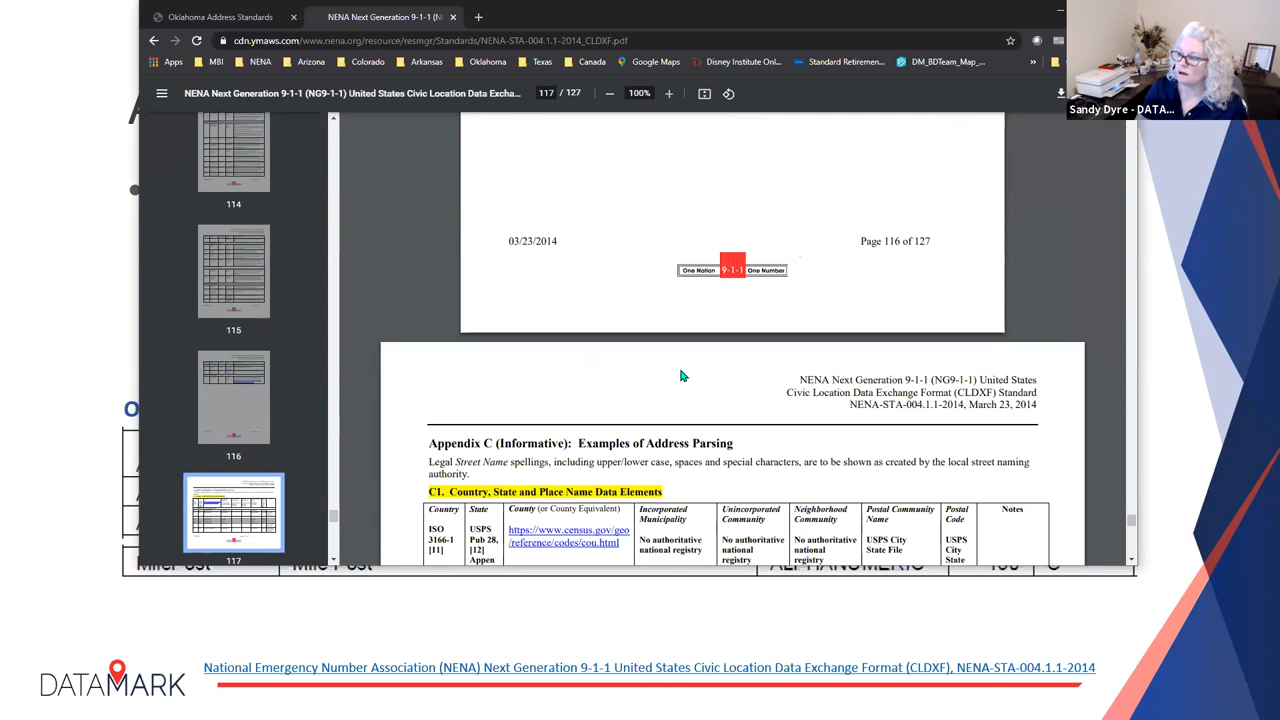 Oklahoma Address Standards
NENA Next Generation 9-1-1 (NG
cdn.ymaws.com/www.nena.org/resource/resmgr/Standards/NENA-STA-004.1.1-2014_CLDXF.pdf
Apps MBI NENA Arizona Colorado Arkansas Oklahoma Texas Canada Google Maps Disney Institute Onl... Standard Retiremen... DM_BDTeam_Map_... »
NENA Next Generation 9-1-1 (NG9-1-1) United States Civic Location Data Excha... 117 / 127 100%
Sandy Dyre - DATA...
114
115
116
117
03/23/2014 Page 116 of 127
One Nation 9-1-1 One Number
NENA Next Generation 9-1-1 (NG9-1-1) United States
Civic Location Data Exchange Format (CLDXF) Standard
NENA-STA-004.1.1-2014, March 23, 2014
Appendix C (Informative): Examples of Address Parsing
Legal Street Name spellings, including upper/lower case, spaces and special characters, are to be shown as created by the local street naming
authority.
C1. Country, State and Place Name Data Elements
Country State County (or County Equivalent) Incorporated Municipality Unincorporated Community Neighborhood Community Postal Community Name Postal Code Notes
ISO 3166-1 [11] USPS Pub 28, [12] Appen https://www.census.gov/geo/reference/codes/cou.html No authoritative national registry No authoritative national registry No authoritative national registry USPS City State File USPS City State
DATAMARK
National Emergency Number Association (NENA) Next Generation 9-1-1 United States Civic Location Data Exchange Format (CLDXF), NENA-STA-004.1.1-2014